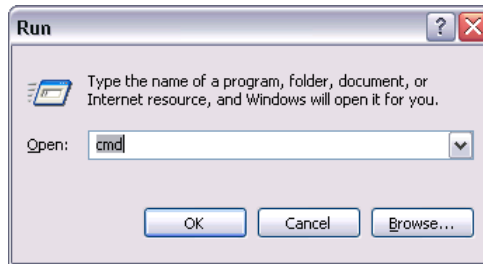 Run
Type the name of a program, folder, document, or
Internet resource, and Windows will open it for you.
Open: cmd
OK Cancel Browse...